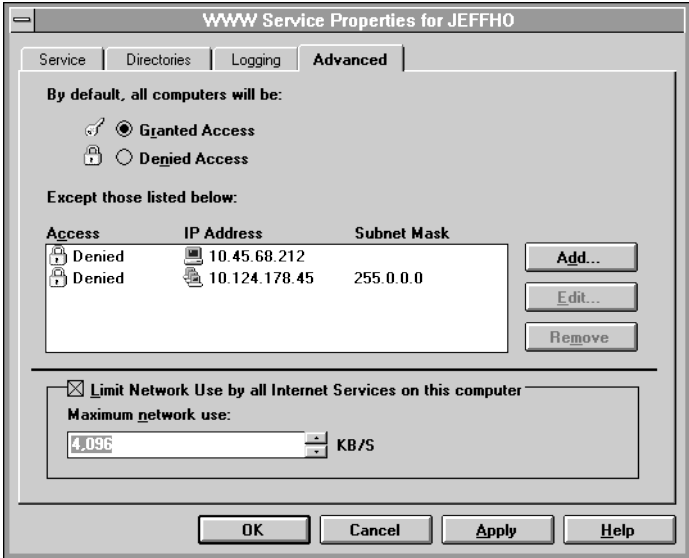 WWW Service Properties for JEFFHO
Service Directories Logging Advanced
By default, all computers will be:
Granted Access
Denied Access
Except those listed below:
Access IP Address Subnet Mask
Denied 10.45.68.212
Denied 10.124.178.45 255.0.0.0
Add...
Edit...
Remove
Limit Network Use by all Internet Services on this computer
Maximum network use:
4,096 KB/S
OK Cancel Apply Help